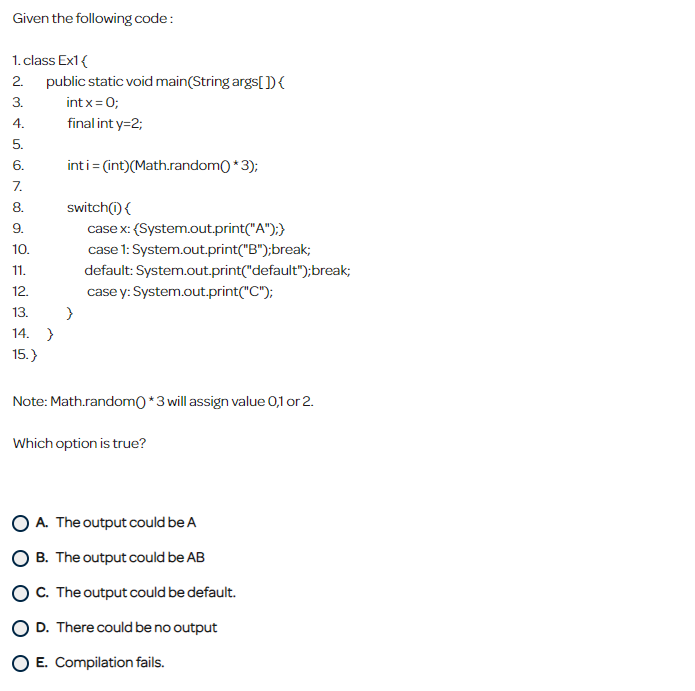 Given the following code :
1. class Ex1 {
2. public static void main(String args[ ]) {
3. int x = 0;
4. final int y=2;
5.
6. int i = (int)(Math.random() * 3);
7.
8. switch(i) {
9. case x: {System.out.print("A");}
10. case 1: System.out.print("B");break;
11. default: System.out.print("default");break;
12. case y: System.out.print("C");
13. }
14. }
15. }
Note: Math.random() * 3 will assign value 0,1 or 2.
Which option is true?
A. The output could be A
B. The output could be AB
C. The output could be default.
D. There could be no output
E. Compilation fails.